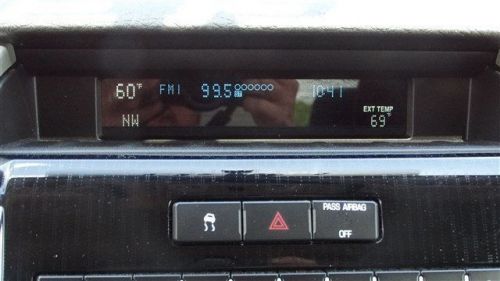 60°F FM1 99.5 10:41
EXT TEMP
NW 69°
PASS AIRBAG
OFF